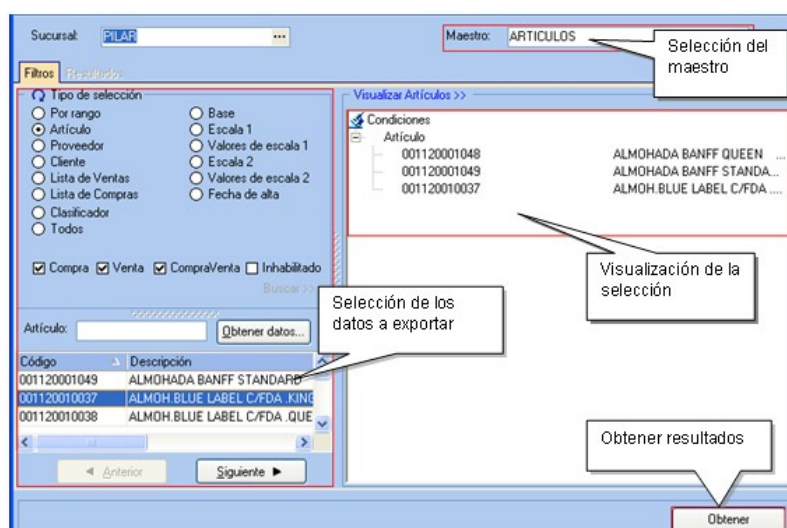 Sucursal: PILAR ...
Maestro: ARTICULOS
Selección del
maestro
Filtros Resultados
Tipo de selección
Por rango
Artículo
Proveedor
Cliente
Lista de Ventas
Lista de Compras
Clasificador
Todos
Base
Escala 1
Valores de escala 1
Escala 2
Valores de escala 2
Fecha de alta
Compra Venta CompraVenta Inhabilitado
Buscar >>
Artículo: Obtener datos...
Código Descripción
001120001049 ALMOHADA BANFF STANDARD
001120010037 ALMOH.BLUE LABEL C/FDA .KING
001120010038 ALMOH.BLUE LABEL C/FDA .QUE
Anterior Siguiente
Selección de los
datos a exportar
Visualizar Artículos >>
Condiciones
Artículo
001120001048 ALMOHADA BANFF QUEEN ...
001120001049 ALMOHADA BANFF STANDA...
001120010037 ALMOH.BLUE LABEL C/FDA ....
Visualización de la
selección
Obtener resultados
Obtener